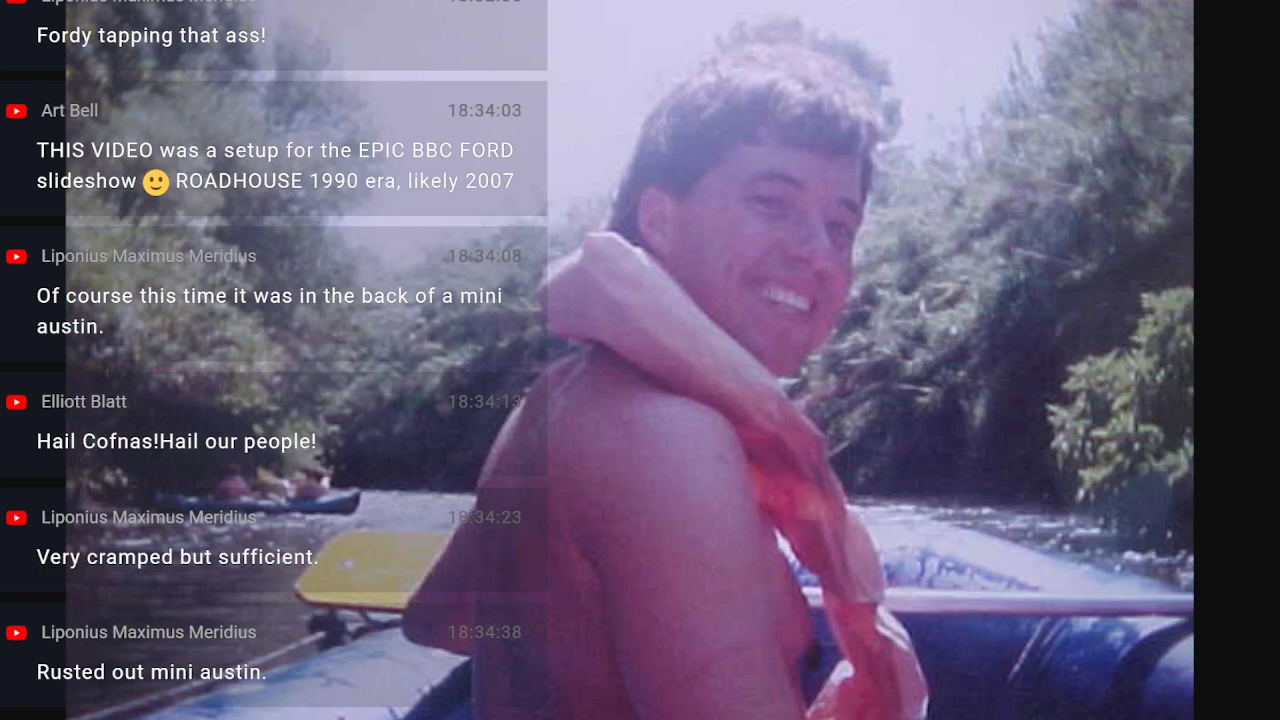 Fordy tapping that ass!
Art Bell 18:34:03
THIS VIDEO was a setup for the EPIC BBC FORD
slideshow 🙂 ROADHOUSE 1990 era, likely 2007
Liponius Maximus Meridius 18:34:08
Of course this time it was in the back of a mini
austin.
Elliott Blatt 18:34:13
Hail Cofnas!Hail our people!
Liponius Maximus Meridius 18:34:23
Very cramped but sufficient.
Liponius Maximus Meridius 18:34:38
Rusted out mini austin.